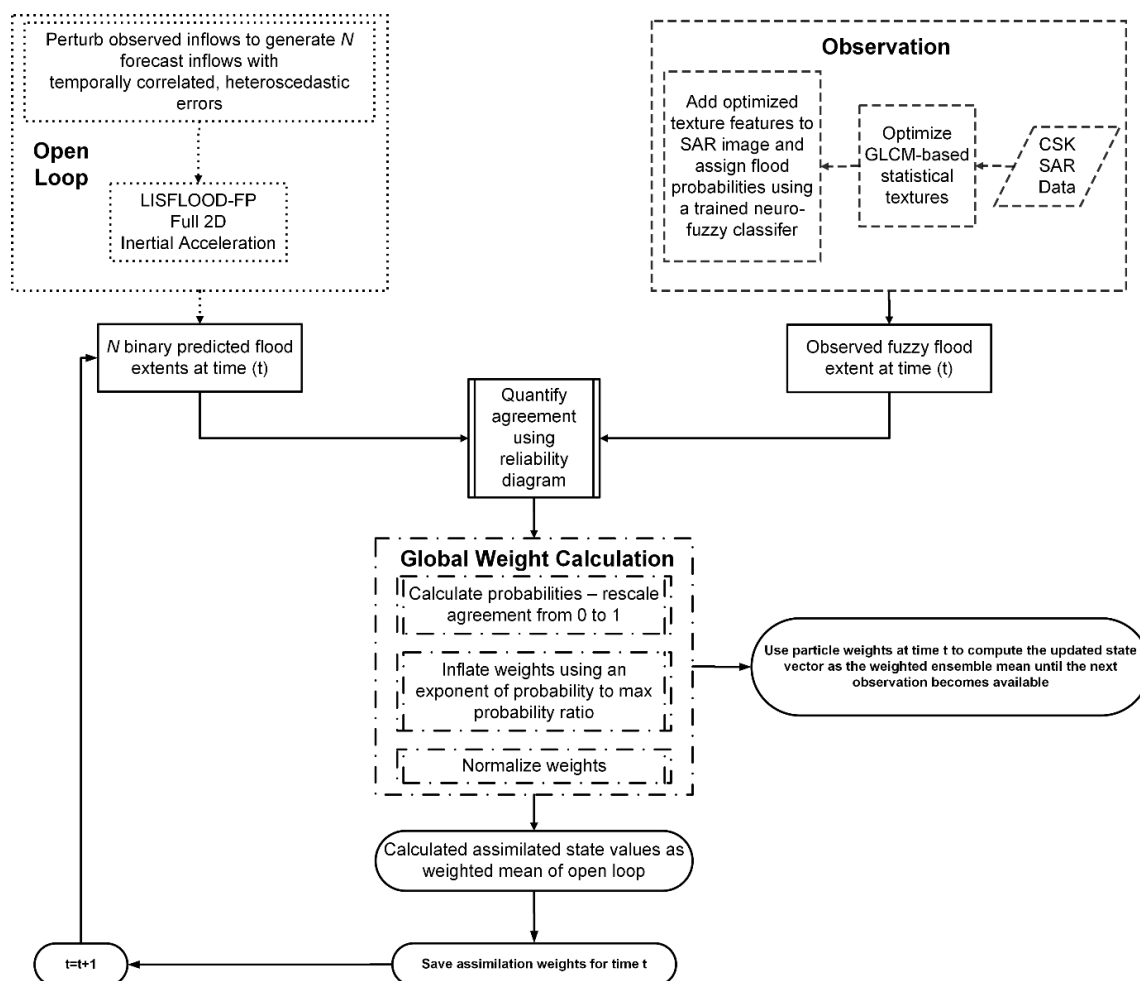 Perturb observed inflows to generate N
forecast inflows with
temporally correlated, heteroscedastic
errors
Open
Loop
LISFLOOD-FP
Full 2D
Inertial Acceleration
Observation
Add optimized
texture features to
SAR image and
assign flood
probabilities using
a trained neuro-
fuzzy classifer
Optimize
GLCM-based
statistical
textures
CSK
SAR
Data
N binary predicted flood
extents at time (t)
Observed fuzzy flood
extent at time (t)
Quantify
agreement
using
reliability
diagram
Global Weight Calculation
Calculate probabilities – rescale
agreement from 0 to 1
Inflate weights using an
exponent of probability to max
probability ratio
Normalize weights
Use particle weights at time t to compute the updated state
vector as the weighted ensemble mean until the next
observation becomes available
Calculated assimilated state values as
weighted mean of open loop
Save assimilation weights for time t
t=t+1